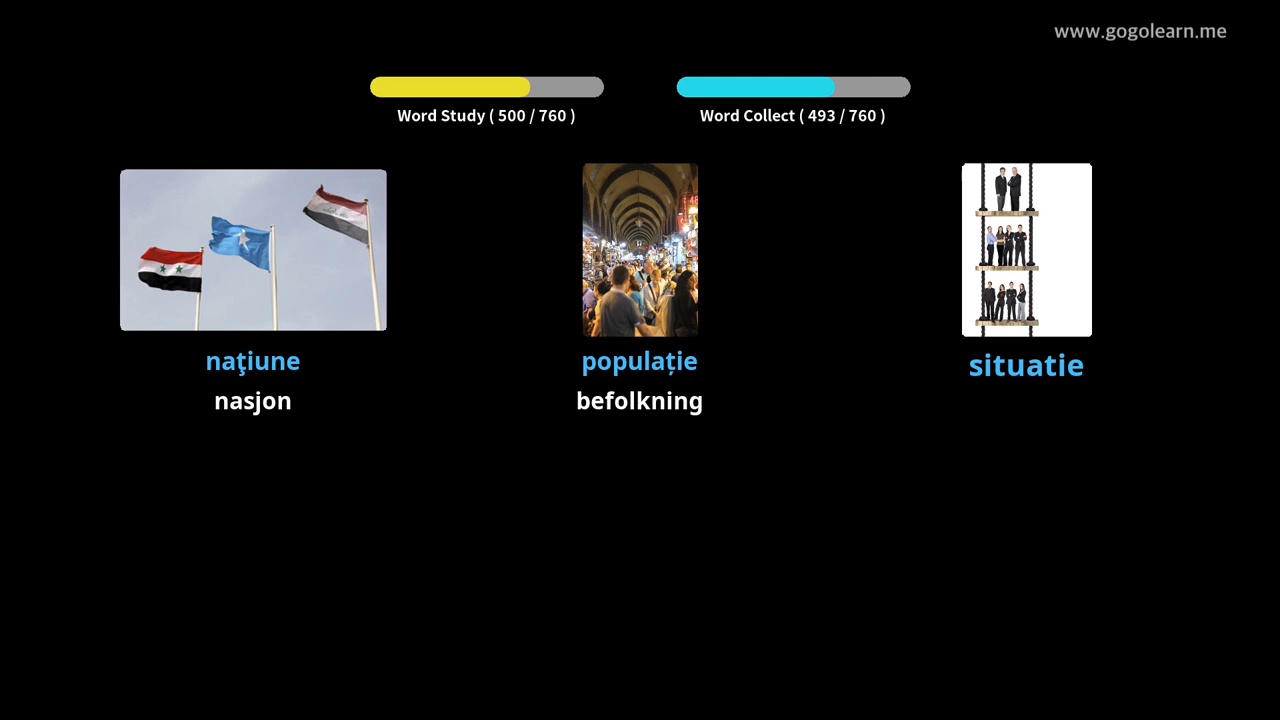 www.gogolearn.me
Word Study ( 500 / 760 )
Word Collect ( 493 / 760 )
naţiune
nasjon
populație
befolkning
situatie